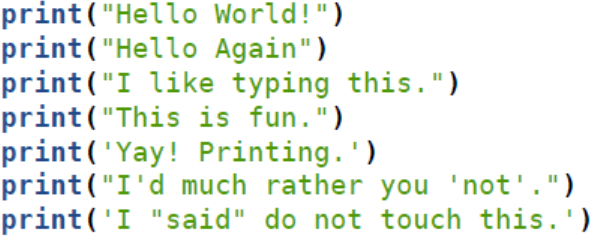 print("Hello World!")
print("Hello Again")
print("I like typing this.")
print("This is fun.")
print('Yay! Printing.')
print("I'd much rather you 'not'.")
print('I "said" do not touch this.')